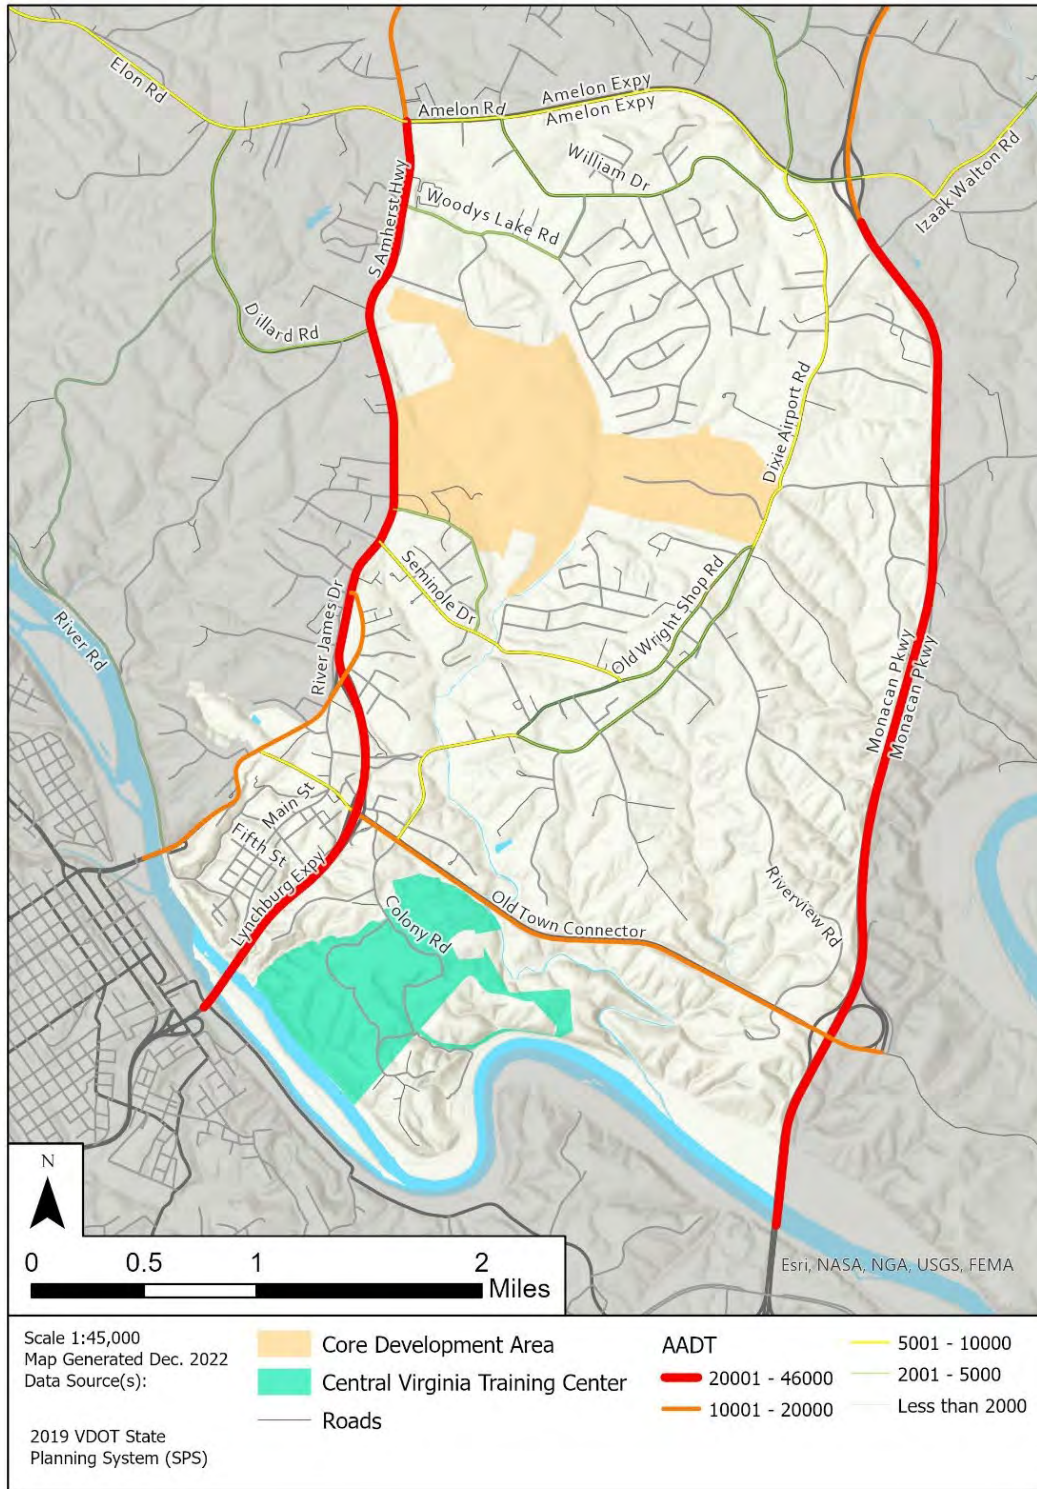 Elon Rd
Amelon Rd
Amelon Expy
Amelon Expy
William Dr
Izaak Walton Rd
Woodys Lake Rd
S Amherst Hwy
Dillard Rd
Dixie Airport Rd
Seminole Dr
Old Wright Shop Rd
River James Dr
River Rd
Monacan Pkwy
Monacan Pkwy
Main St
Fifth St
Lynchburg Expy
Colony Rd
Old Town Connector
Riverview Rd
N
0 0.5 1 2
Miles
Esri, NASA, NGA, USGS, FEMA
Scale 1:45,000
Map Generated Dec. 2022
Data Source(s):
2019 VDOT State
Planning System (SPS)
Core Development Area
Central Virginia Training Center
Roads
AADT
20001 - 46000
10001 - 20000
5001 - 10000
2001 - 5000
Less than 2000